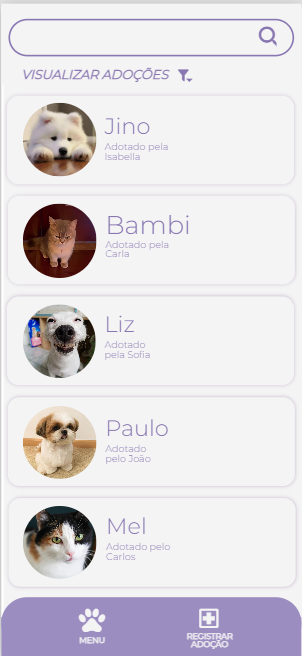 VISUALIZAR ADOÇÕES
Jino
Adotado pela
Isabella
Bambi
Adotado pela
Carla
Liz
Adotado
pela Sofia
Paulo
Adotado
pelo João
Mel
Adotado pelo
Carlos
MENU
REGISTRAR
ADOÇÃO